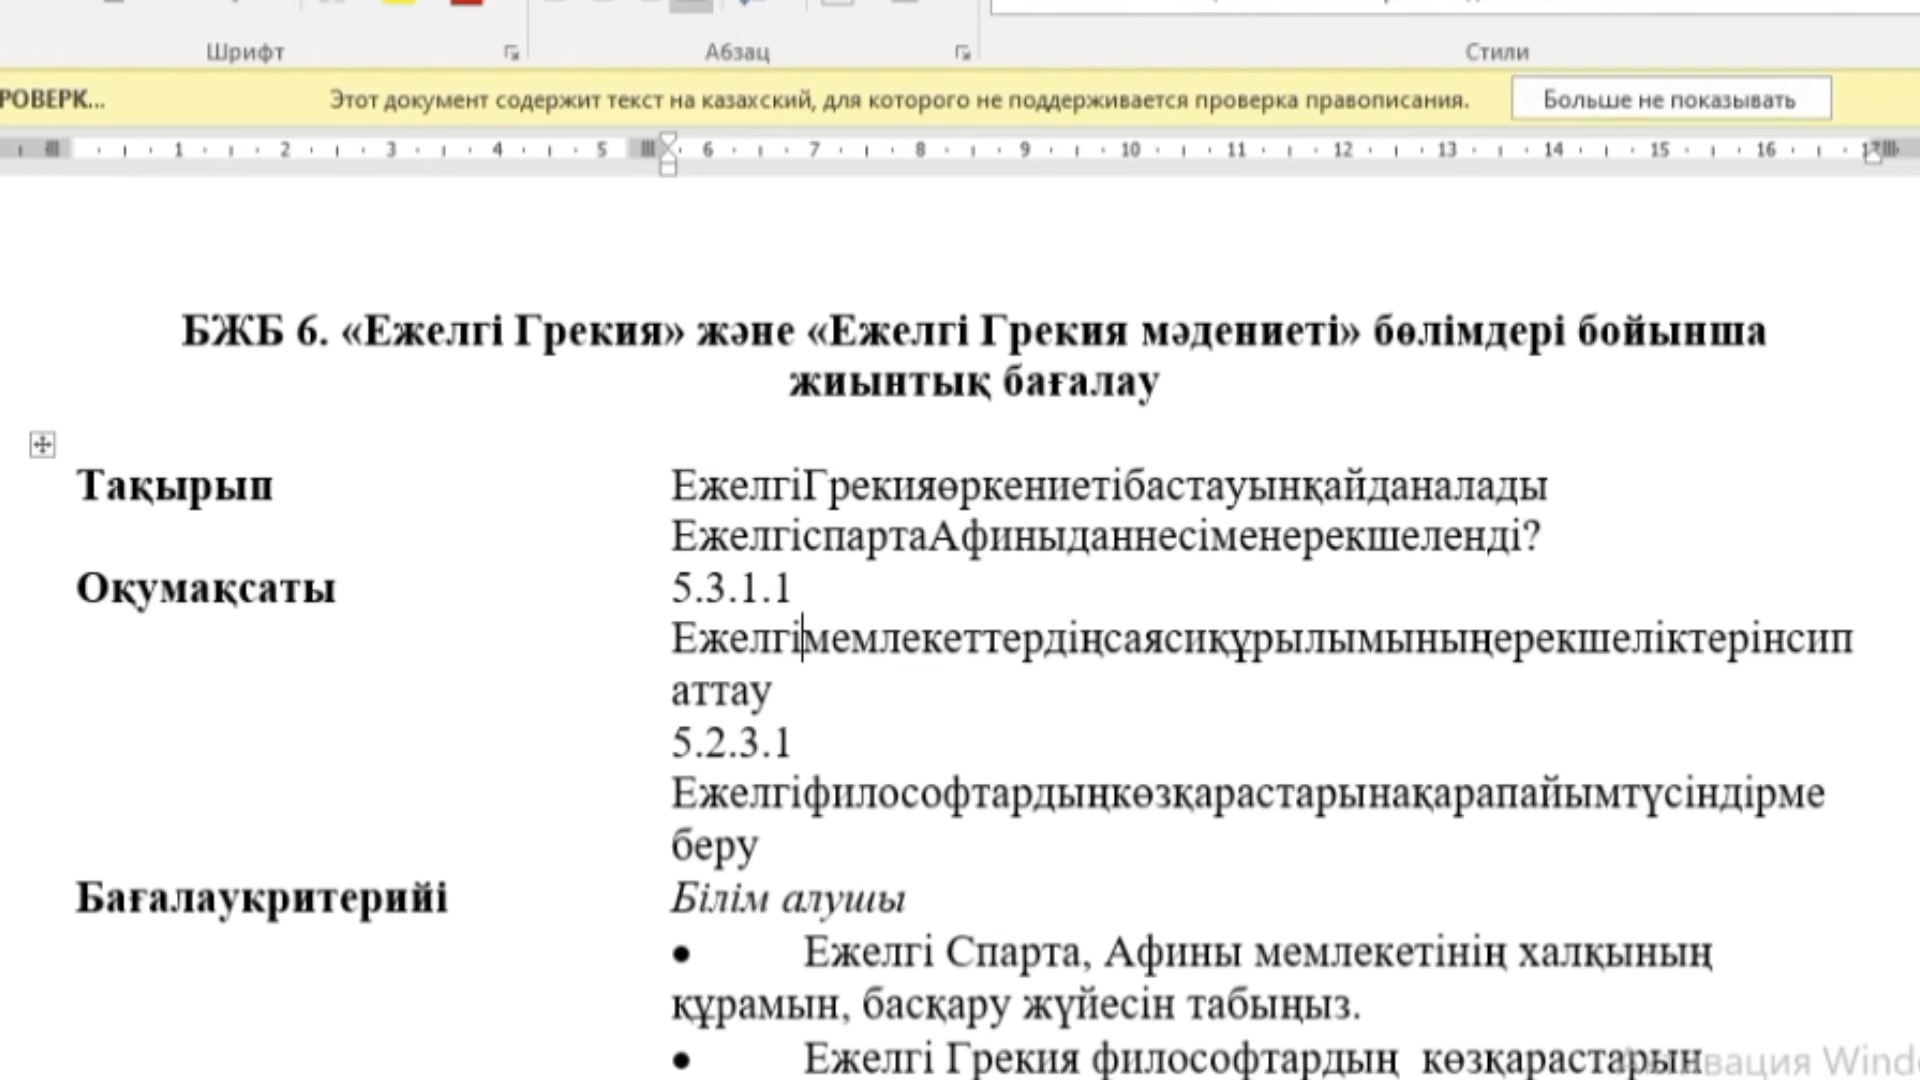 Шрифт
Абзац
Стили
РОВЕРК...
Этот документ содержит текст на казахский, для которого не поддерживается проверка правописания.
Больше не показывать
1 2 3 4 5 6 7 8 9 10 11 12 13 14 15 16 17
БЖБ 6. «Ежелгі Грекия» және «Ежелгі Грекия мәдениеті» бөлімдері бойынша
жиынтық бағалау
Тақырып
ЕжелгіГрекияөркениетібастауынқайданалады
ЕжелгіспартаАфиныданнесіменерекшеленді?
Оқумақсаты
5.3.1.1
Ежелгімемлекеттердіңсаясиқұрылымыныңерекшеліктерінсип
аттау
5.2.3.1
Ежелгіфилософтардыңкөзқарастарынақарапайымтүсіндірме
беру
Бағалаукритерийі
Білім алушы
• Ежелгі Спарта, Афины мемлекетінің халқының
құрамын, басқару жүйесін табыңыз.
• Ежелгі Грекия философтардың көзқарастарын